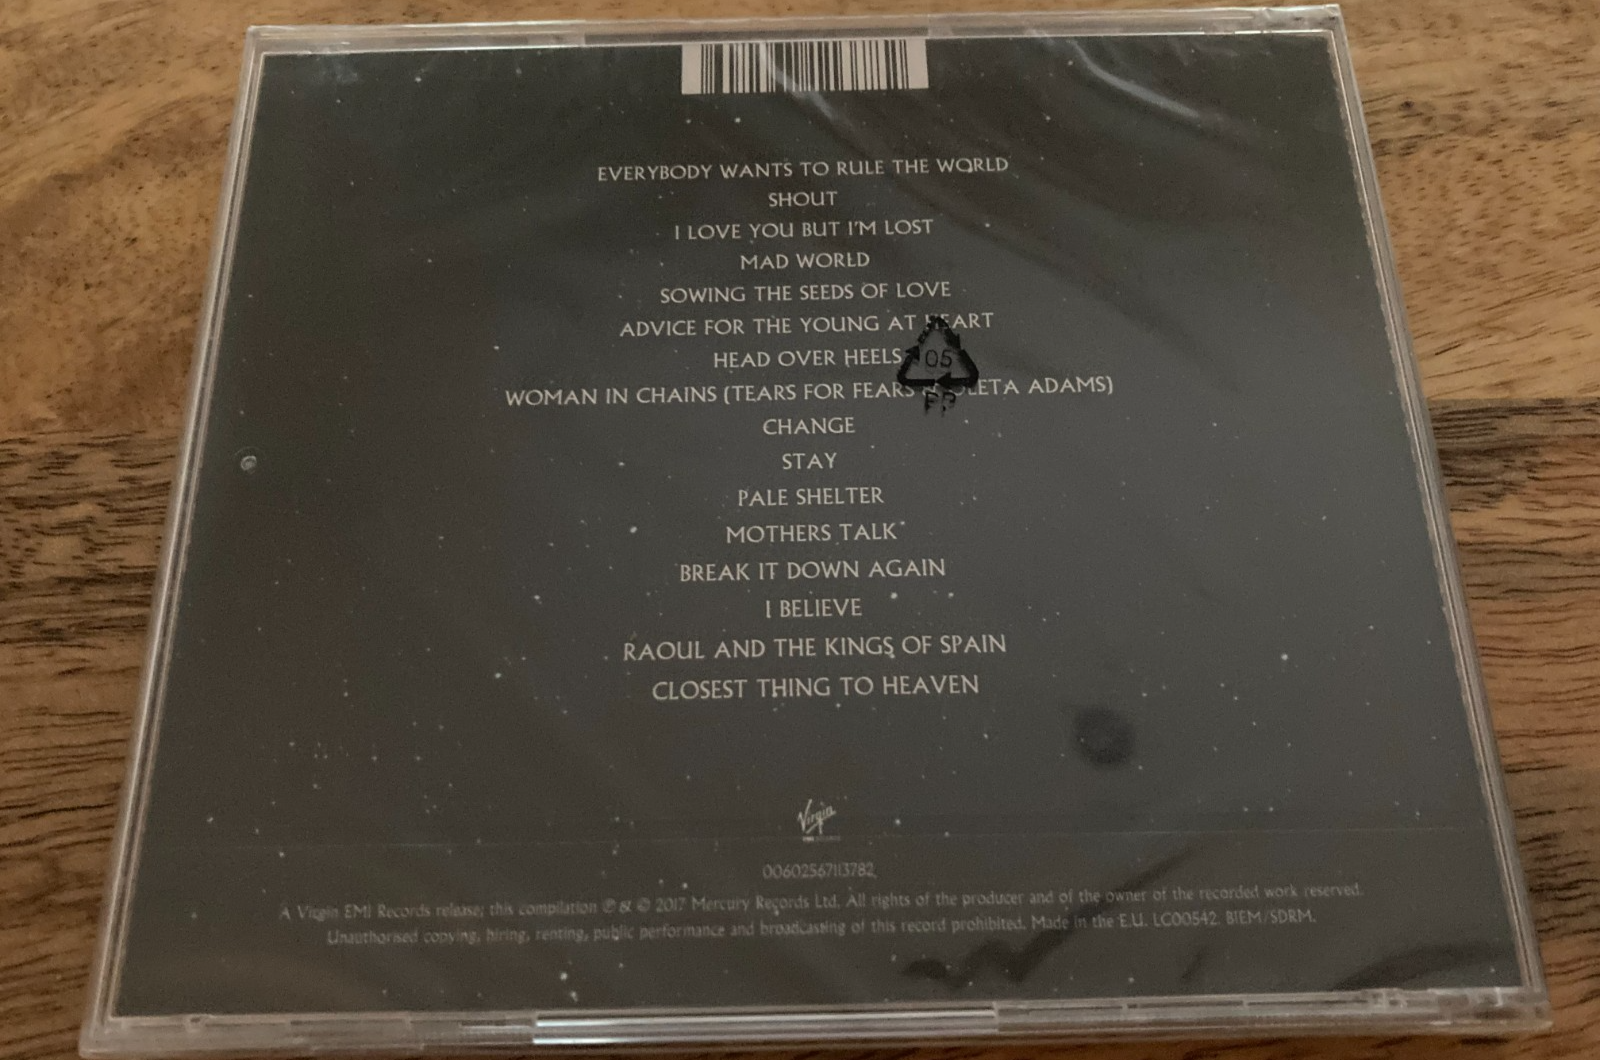 EVERYBODY WANTS TO RULE THE WORLD
SHOUT
I LOVE YOU BUT I'M LOST
MAD WORLD
SOWING THE SEEDS OF LOVE
ADVICE FOR THE YOUNG AT HEART
HEAD OVER HEELS
05
PP
WOMAN IN CHAINS (TEARS FOR FEARS & OLETA ADAMS)
CHANGE
STAY
PALE SHELTER
MOTHERS TALK
BREAK IT DOWN AGAIN
I BELIEVE
RAOUL AND THE KINGS OF SPAIN
CLOSEST THING TO HEAVEN
Virgin
00602567113782
A Virgin EMI Records release; this compilation ℗ & © 2017 Mercury Records Ltd. All rights of the producer and of the owner of the recorded work reserved.
Unauthorised copying, hiring, renting, public performance and broadcasting of this record prohibited. Made in the E.U. LC00542. BIEM/SDRM.